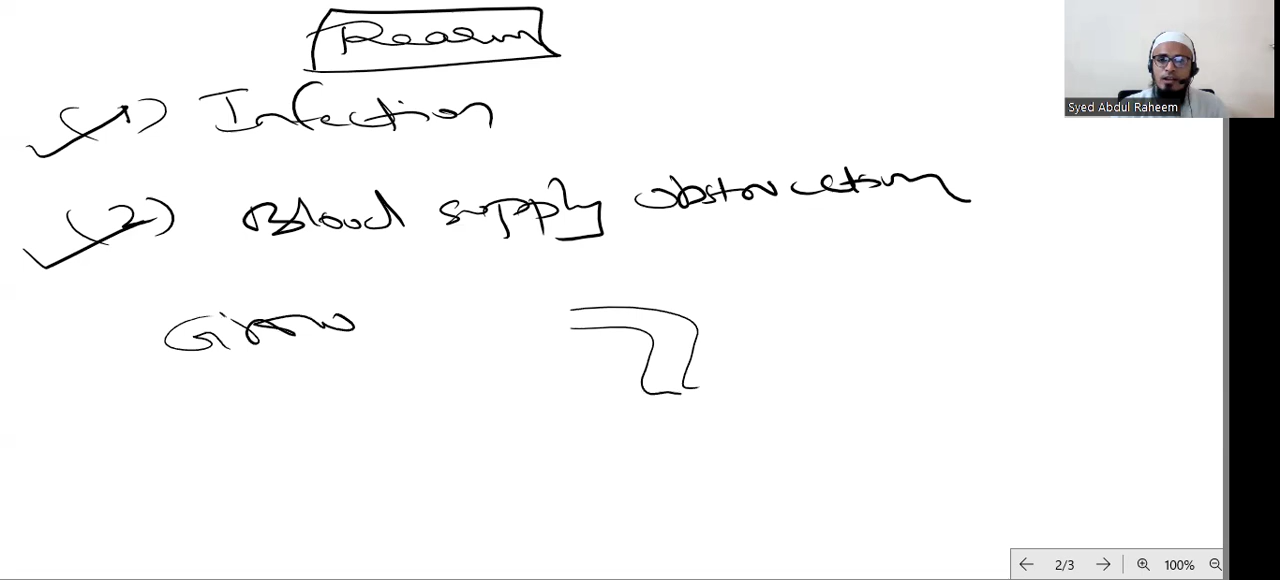 Reason
Syed Abdul Raheem
(1) Infection
(2) Blood supply obstruction
2/3 100%